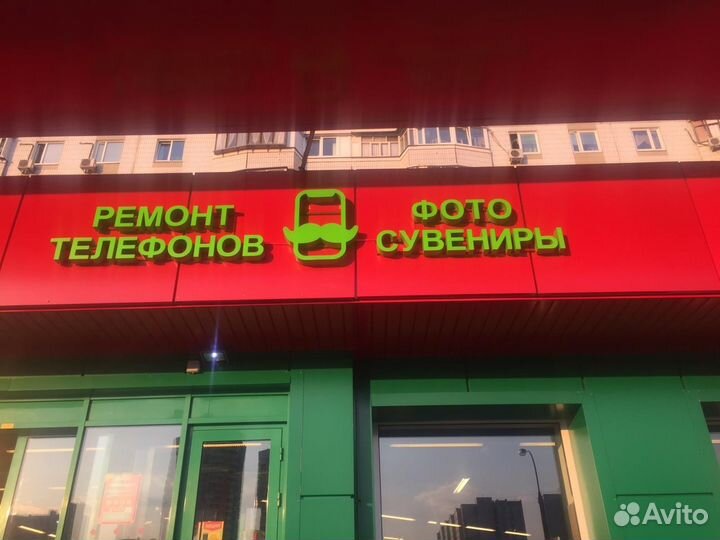 РЕМОНТ
ТЕЛЕФОНОВ
ФОТО
СУВЕНИРЫ
Avito